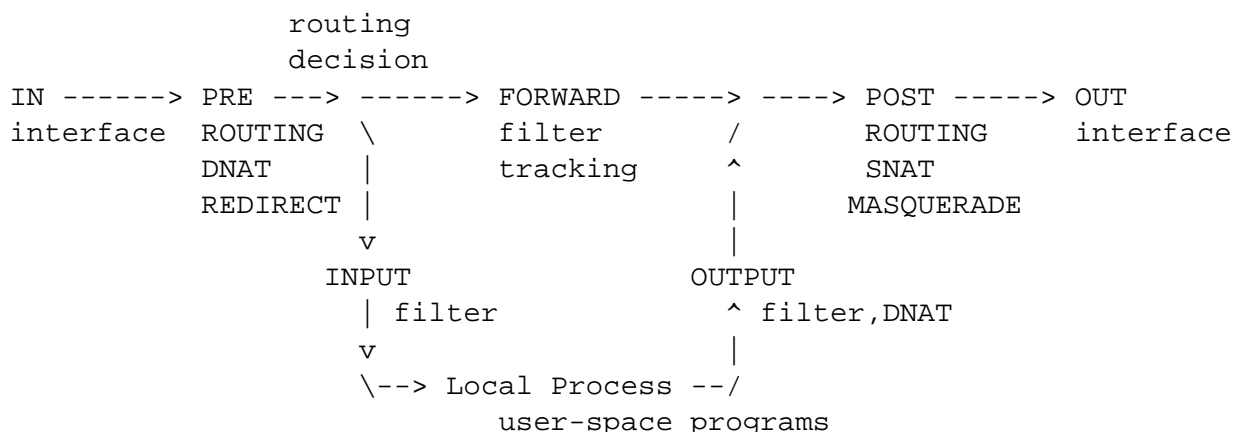 routing
decision
IN ------> PRE ---> ------> FORWARD -----> ----> POST -----> OUT
interface ROUTING \ filter / ROUTING interface
DNAT | tracking ^ SNAT
REDIRECT | | MASQUERADE
v |
INPUT OUTPUT
| filter ^ filter,DNAT
v |
\--> Local Process --/
user-space programs